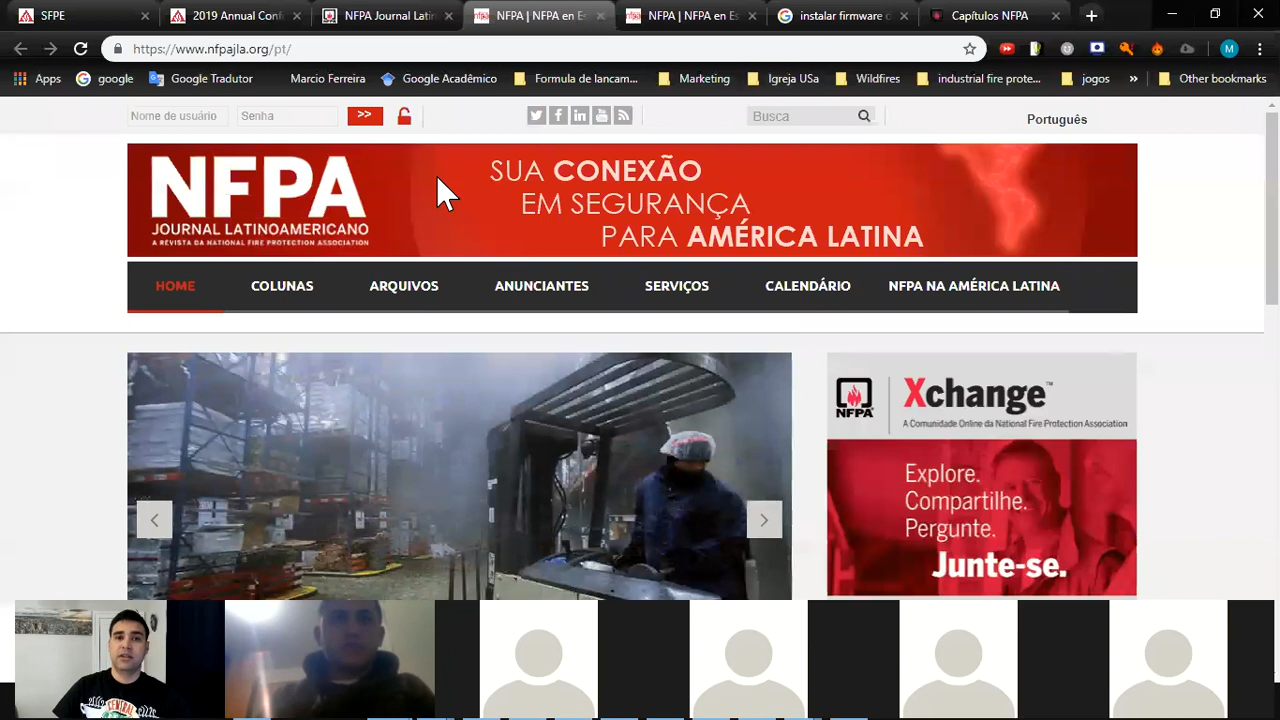 SFPE
2019 Annual Conf
NFPA Journal Latin
NFPA | NFPA en Es
NFPA | NFPA en Es
instalar firmware
Capítulos NFPA
https://www.nfpajla.org/pt/
M
Apps
google
Google Tradutor
Marcio Ferreira
Google Acadêmico
Formula de lancam...
Marketing
Igreja USa
Wildfires
industrial fire prote...
jogos
»
Other bookmarks
Nome de usuário
Senha
>>
Busca
Português
NFPA
JOURNAL LATINOAMERICANO
A REVISTA DA NATIONAL FIRE PROTECTION ASSOCIATION
SUA CONEXÃO
EM SEGURANÇA
PARA AMÉRICA LATINA
HOME
COLUNAS
ARQUIVOS
ANUNCIANTES
SERVIÇOS
CALENDÁRIO
NFPA NA AMÉRICA LATINA
NFPA
Xchange™
A Comunidade Online da National Fire Protection Association
Explore.
Compartilhe.
Pergunte.
Junte-se.
CENTRAL